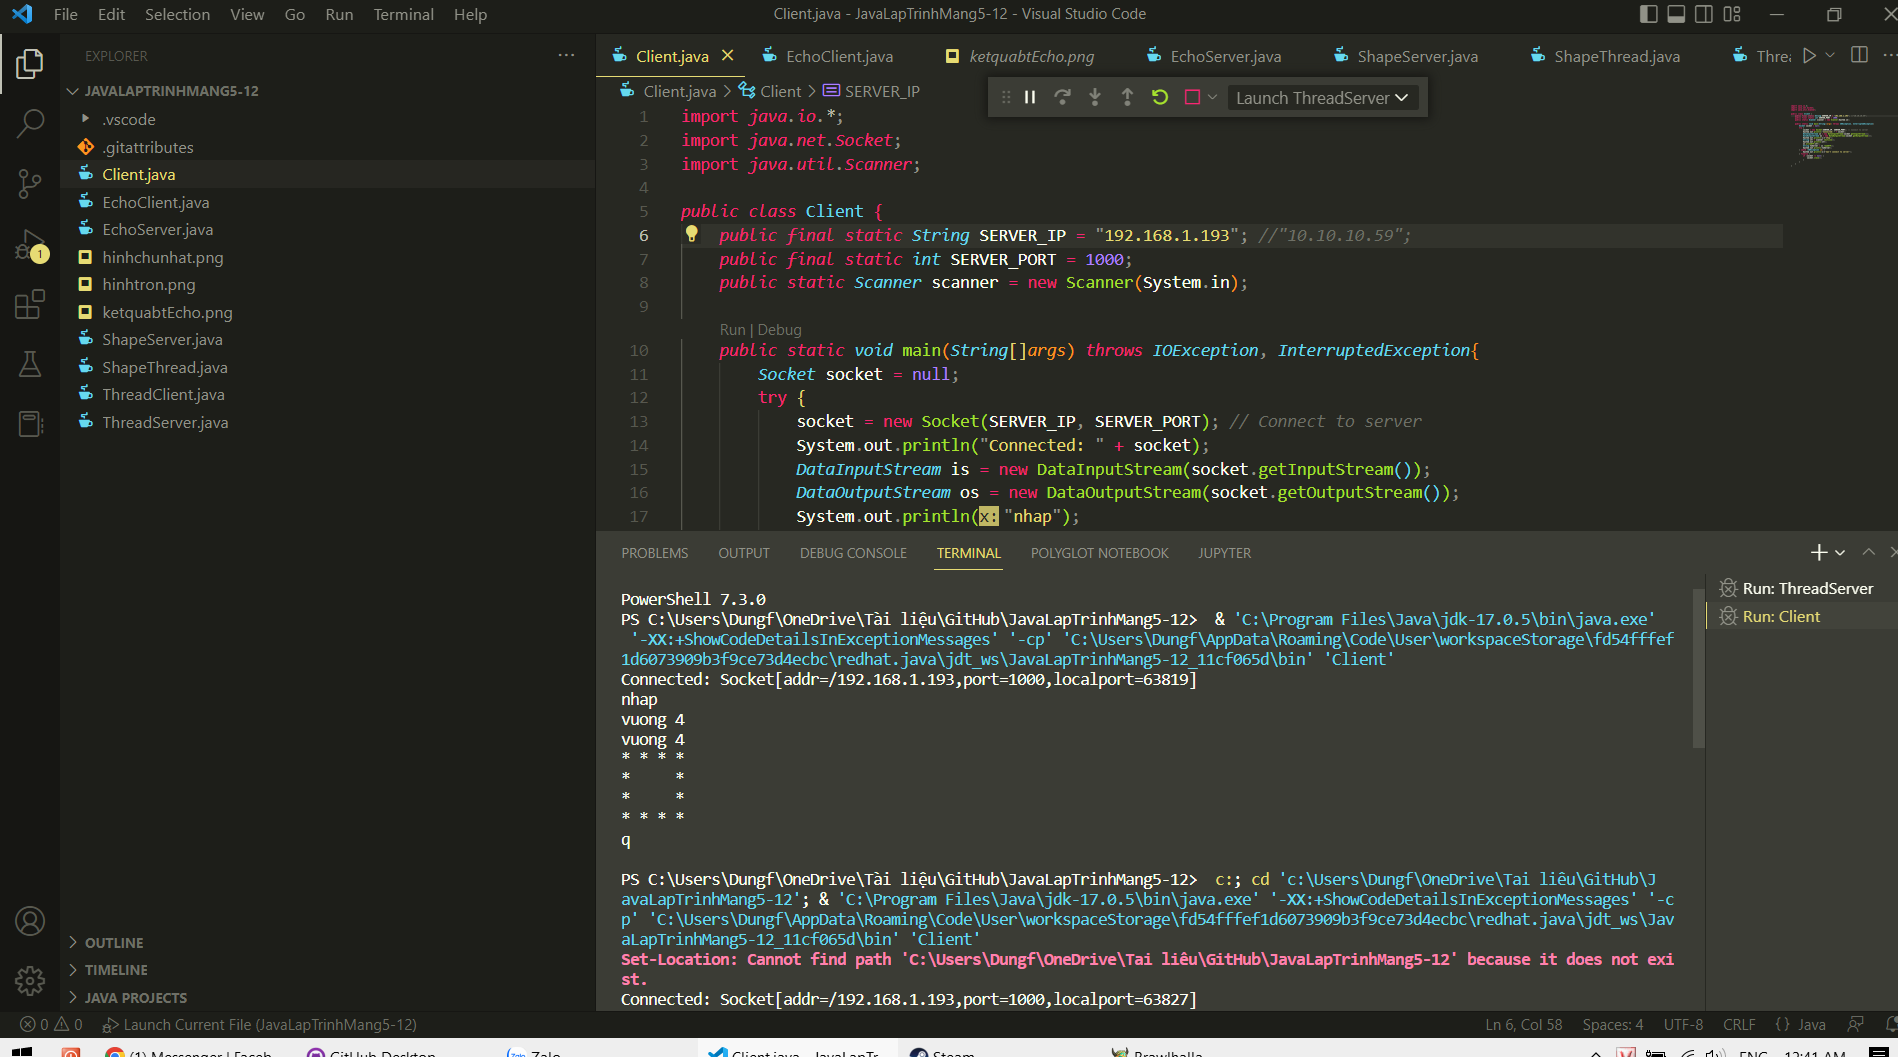 File Edit Selection View Go Run Terminal Help
Client.java - JavaLapTrinhMang5-12 - Visual Studio Code
EXPLORER
JAVALAPTRINHMANG5-12
.vscode
.gitattributes
Client.java
EchoClient.java
EchoServer.java
hinhchunhat.png
hinhtron.png
ketquabtEcho.png
ShapeServer.java
ShapeThread.java
ThreadClient.java
ThreadServer.java
1
OUTLINE
TIMELINE
JAVA PROJECTS
Client.java EchoClient.java ketquabtEcho.png EchoServer.java ShapeServer.java ShapeThread.java Threa
Client.java > Client > SERVER_IP
Launch ThreadServer
1 import java.io.*;
2 import java.net.Socket;
3 import java.util.Scanner;
4
5 public class Client {
6 public final static String SERVER_IP = "192.168.1.193"; //"10.10.10.59";
7 public final static int SERVER_PORT = 1000;
8 public static Scanner scanner = new Scanner(System.in);
9
Run | Debug
10 public static void main(String[]args) throws IOException, InterruptedException{
11 Socket socket = null;
12 try {
13 socket = new Socket(SERVER_IP, SERVER_PORT); // Connect to server
14 System.out.println("Connected: " + socket);
15 DataInputStream is = new DataInputStream(socket.getInputStream());
16 DataOutputStream os = new DataOutputStream(socket.getOutputStream());
17 System.out.println(x: "nhap");
PROBLEMS OUTPUT DEBUG CONSOLE TERMINAL POLYGLOT NOTEBOOK JUPYTER
Run: ThreadServer
Run: Client
PowerShell 7.3.0
PS C:\Users\Dungf\OneDrive\Tài liệu\GitHub\JavaLapTrinhMang5-12> & 'C:\Program Files\Java\jdk-17.0.5\bin\java.exe'
'-XX:+ShowCodeDetailsInExceptionMessages' '-cp' 'C:\Users\Dungf\AppData\Roaming\Code\User\workspaceStorage\fd54fffef
1d6073909b3f9ce73d4ecbc\redhat.java\jdt_ws\JavaLapTrinhMang5-12_11cf065d\bin' 'Client'
Connected: Socket[addr=/192.168.1.193,port=1000,localport=63819]
nhap
vuong 4
vuong 4
* * * *
*     *
*     *
* * * *
q
PS C:\Users\Dungf\OneDrive\Tài liệu\GitHub\JavaLapTrinhMang5-12> c:; cd 'c:\Users\Dungf\OneDrive\Tai liêu\GitHub\J
avaLapTrinhMang5-12'; & 'C:\Program Files\Java\jdk-17.0.5\bin\java.exe' '-XX:+ShowCodeDetailsInExceptionMessages' '-c
p' 'C:\Users\Dungf\AppData\Roaming\Code\User\workspaceStorage\fd54fffef1d6073909b3f9ce73d4ecbc\redhat.java\jdt_ws\Jav
aLapTrinhMang5-12_11cf065d\bin' 'Client'
Set-Location: Cannot find path 'C:\Users\Dungf\OneDrive\Tai liêu\GitHub\JavaLapTrinhMang5-12' because it does not exi
st.
Connected: Socket[addr=/192.168.1.193,port=1000,localport=63827]
0 0 Launch Current File (JavaLapTrinhMang5-12)
Ln 6, Col 58 Spaces: 4 UTF-8 CRLF {} Java
(1) Messenger | Faceb GitHub Desktop Zalo Client.java - JavaLapTr Steam Brawlhalla ENG 12:41 AM